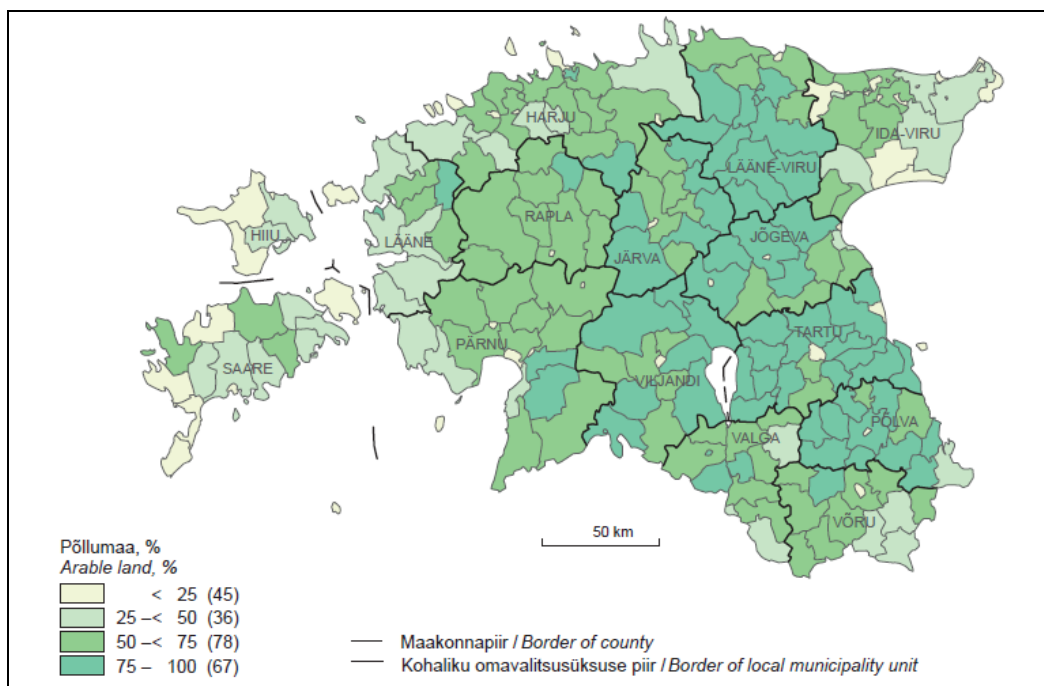 HARJU
IDA-VIRU
LÄÄNE-VIRU
RAPLA
HIIU
LÄÄNE
JÄRVA
JÕGEVA
SAARE
PÄRNU
TARTU
VILJANDI
PÕLVA
VALGA
VÕRU
50 km
Põllumaa, %
Arable land, %
< 25 (45)
25 –< 50 (36)
50 –< 75 (78)
75 – 100 (67)
Maakonnapiir / Border of county
Kohaliku omavalitsusüksuse piir / Border of local municipality unit